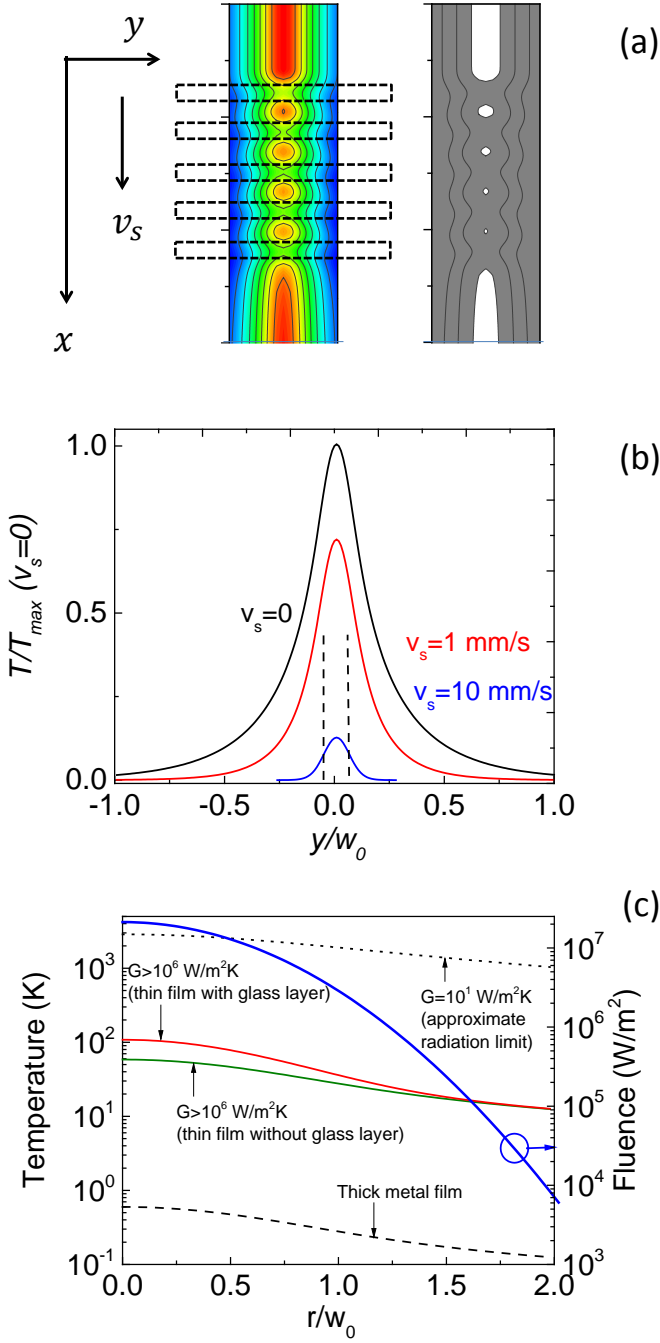 (a)
y
v_S
x
(b)
T/T_max (v_s=0)
1.0
0.5
0.0
v_s=0
v_s=1 mm/s
v_s=10 mm/s
-1.0 -0.5 0.0 0.5 1.0
y/w_0
(c)
Temperature (K)
10^3
10^2
10^1
10^0
10^-1
G>10^6 W/m^2K
(thin film with glass layer)
G=10^1 W/m^2K
(approximate
radiation limit)
G>10^6 W/m^2K
(thin film without glass layer)
Thick metal film
10^7
10^6
10^5
10^4
10^3
Fluence (W/m^2)
0.0 0.5 1.0 1.5 2.0
r/w_0